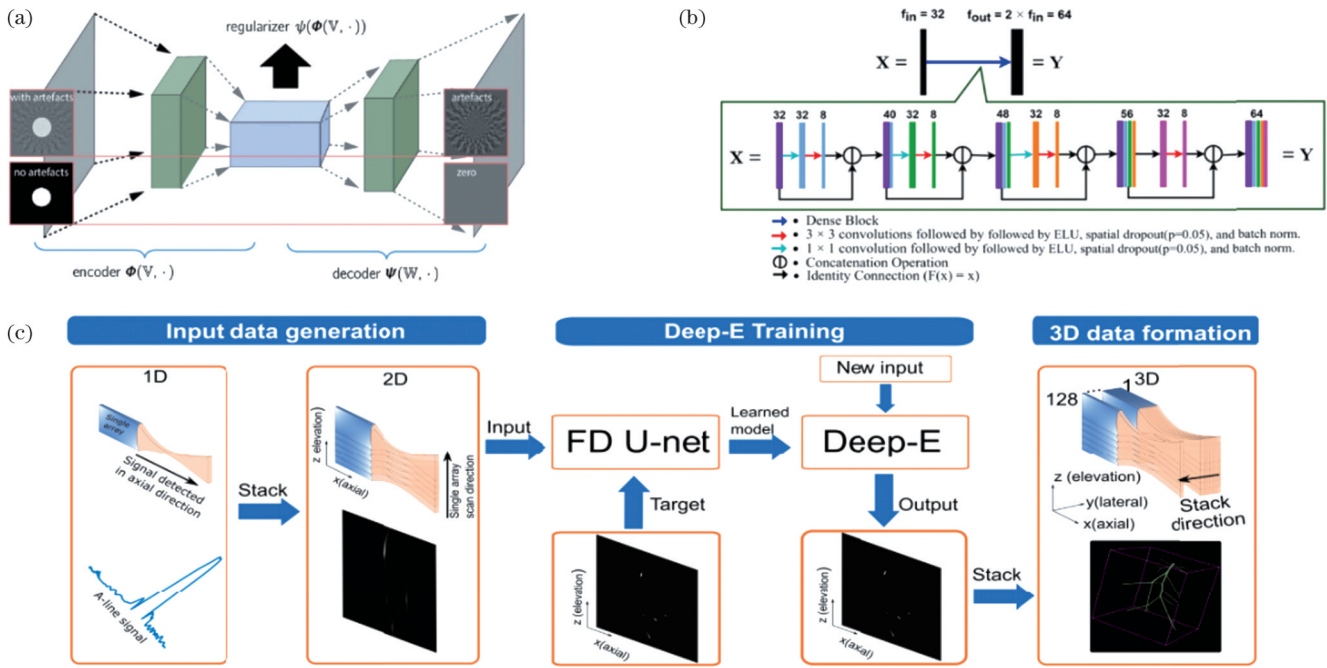 (a)
regularizer ψ(Φ(𝕍, ·))
with artefacts
artefacts
no artefacts
zero
encoder Φ(𝕍, ·)
decoder Ψ(𝕎, ·)
(b)
f_in = 32
f_out = 2 × f_in = 64
X =
= Y
32 32 8
40 32 8
48 32 8
56 32 8
64
X =
= Y
• Dense Block
• 3 × 3 convolutions followed by followed by ELU, spatial dropout(p=0.05), and batch norm.
• 1 × 1 convolution followed by followed by ELU, spatial dropout(p=0.05), and batch norm.
• Concatenation Operation
• Identity Connection (F(x) = x)
(c)
Input data generation
1D
Single
array
Signal detected
in axial direction
A-line signal
Stack
2D
z (elevation)
x(axial)
Single array
scan direction
Input
Deep-E Training
FD U-net
Target
z (elevation)
x(axial)
Learned
model
New input
Deep-E
Output
z (elevation)
x(axial)
Stack
3D data formation
3D
128
1
z (elevation)
y(lateral)
x(axial)
Stack
direction